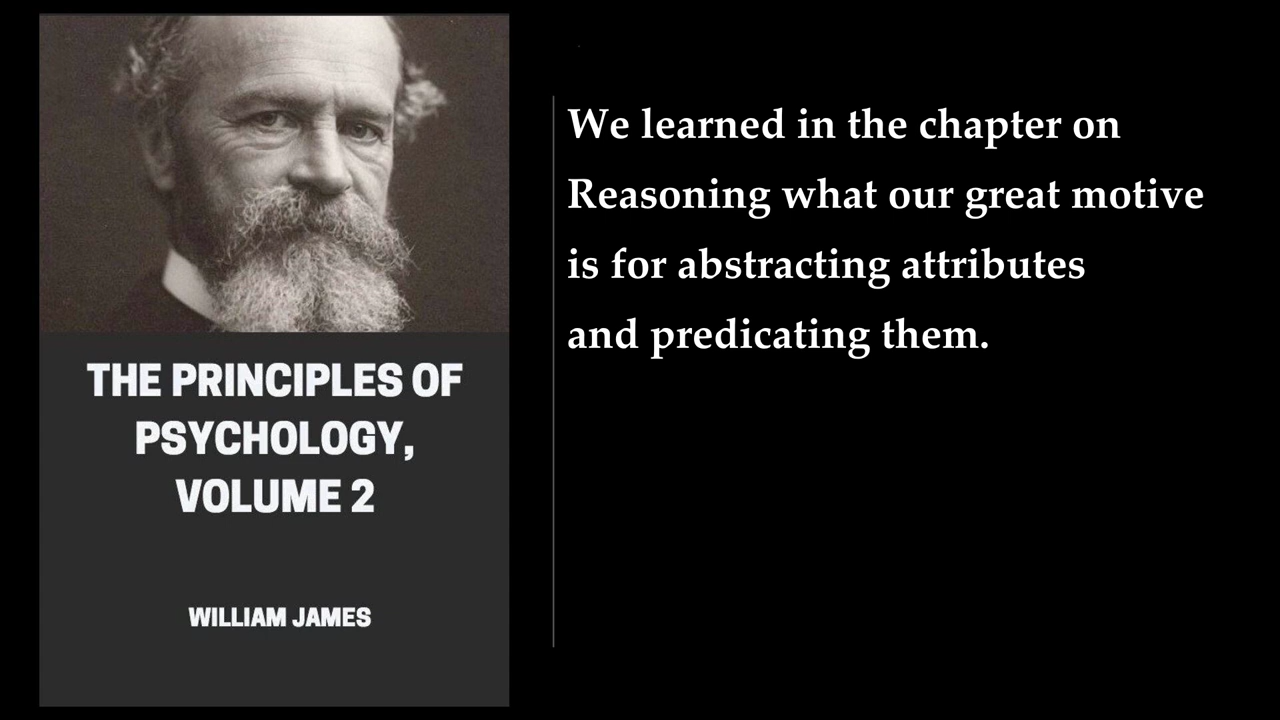 THE PRINCIPLES OF
PSYCHOLOGY,
VOLUME 2
WILLIAM JAMES
We learned in the chapter on
Reasoning what our great motive
is for abstracting attributes
and predicating them.